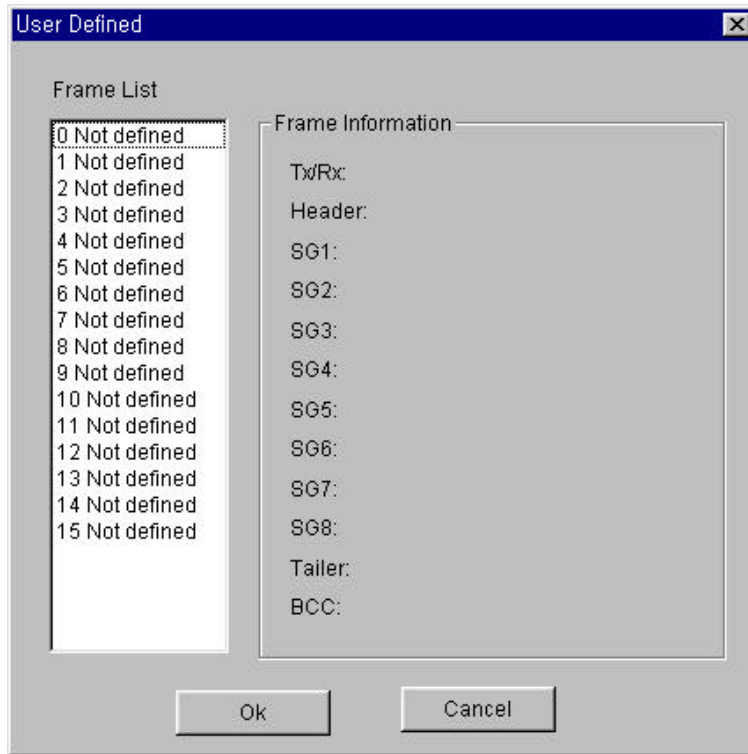 User Defined
Frame List
0 Not defined
1 Not defined
2 Not defined
3 Not defined
4 Not defined
5 Not defined
6 Not defined
7 Not defined
8 Not defined
9 Not defined
10 Not defined
11 Not defined
12 Not defined
13 Not defined
14 Not defined
15 Not defined
Frame Information
Tx/Rx:
Header:
SG1:
SG2:
SG3:
SG4:
SG5:
SG6:
SG7:
SG8:
Tailer:
BCC:
Ok
Cancel